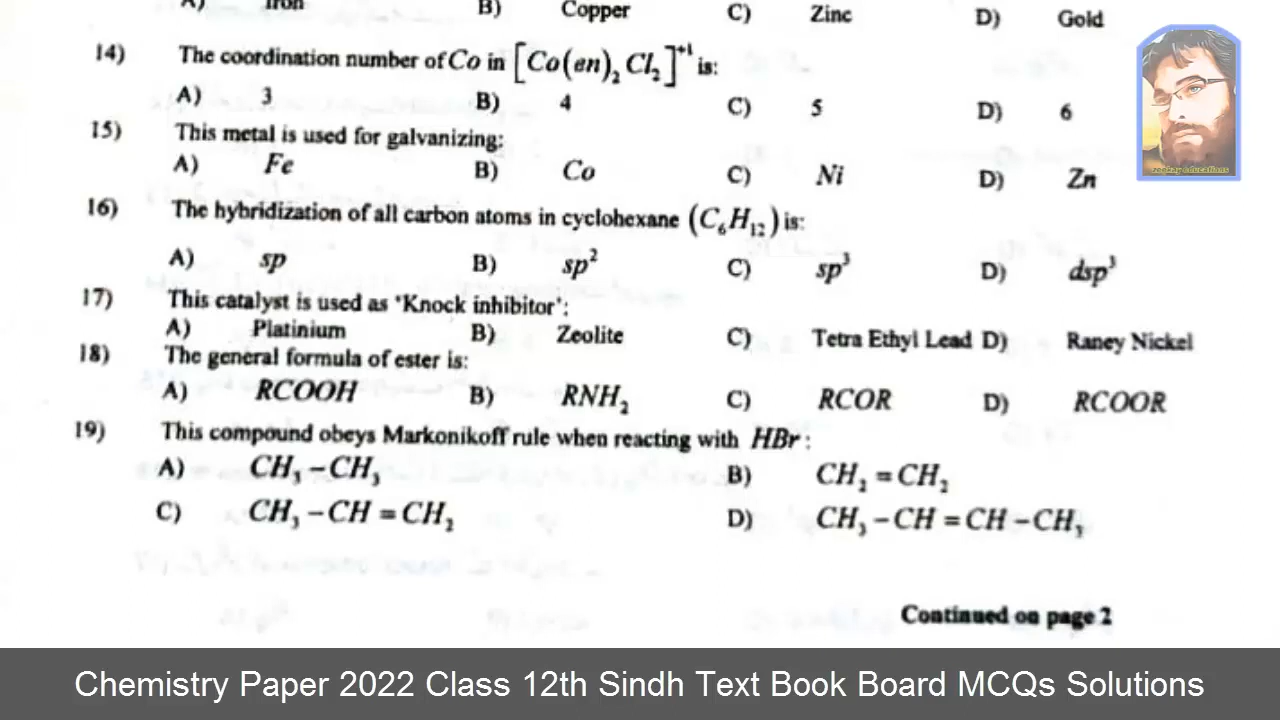 A) Iron B) Copper C) Zinc D) Gold
14) The coordination number of Co in [Co(en)₂ Cl₂]⁺¹ is:
A) 3 B) 4 C) 5 D) 6
15) This metal is used for galvanizing:
A) Fe B) Co C) Ni D) Zn
16) The hybridization of all carbon atoms in cyclohexane (C₆H₁₂) is:
A) sp B) sp² C) sp³ D) dsp³
17) This catalyst is used as 'Knock inhibitor':
A) Platinium B) Zeolite C) Tetra Ethyl Lead D) Raney Nickel
18) The general formula of ester is:
A) RCOOH B) RNH₂ C) RCOR D) RCOOR
19) This compound obeys Markonikoff rule when reacting with HBr:
A) CH₃ – CH₃ B) CH₂ = CH₂
C) CH₃ – CH = CH₂ D) CH₃ – CH = CH – CH₃
Continued on page 2
Chemistry Paper 2022 Class 12th Sindh Text Book Board MCQs Solutions